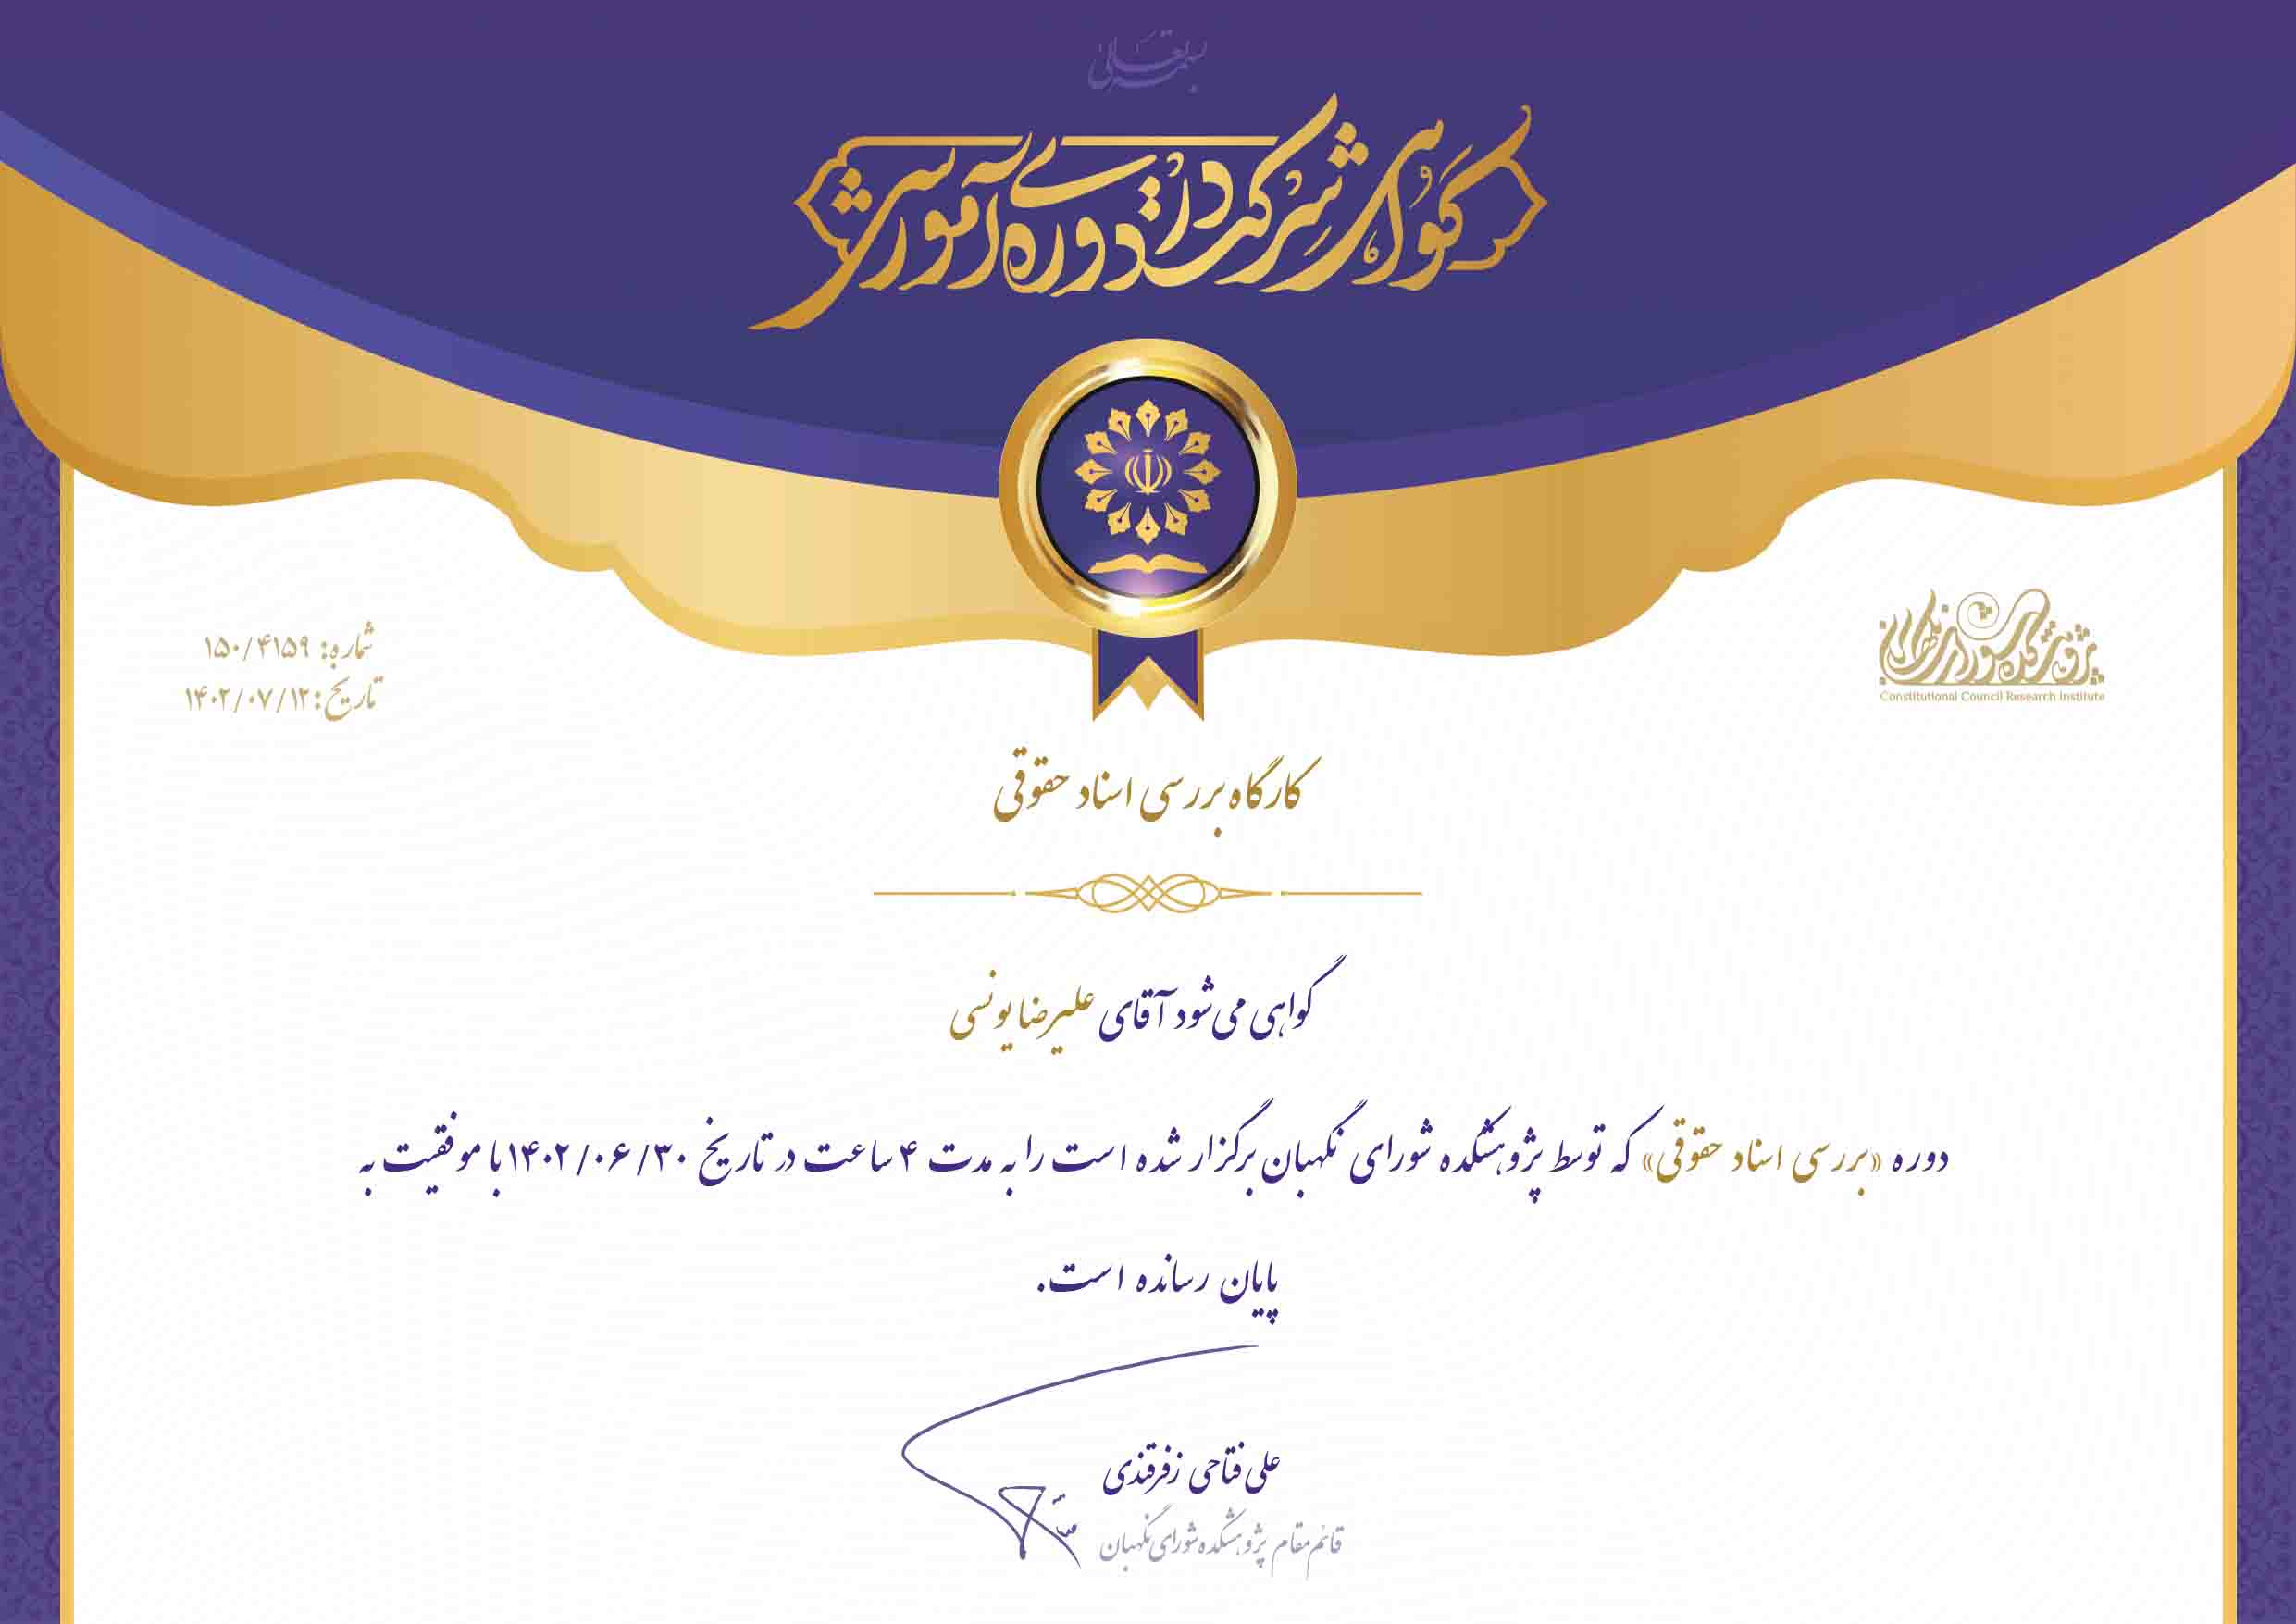 بسمه تعالی
گواهی شرکت در دوره‌ی آموزشی
پژوهشکده شورای نگهبان
Constitutional Council Research Institute
شماره: ۱۵۰/۴۱۵۹
تاریخ: ۱۴۰۲/۰۷/۱۲
کارگاه بررسی اسناد حقوقی
گواهی می‌شود آقای علیرضا یونسی
دوره «بررسی اسناد حقوقی» که توسط پژوهشکده شورای نگهبان برگزار شده است را به مدت ۴ ساعت در تاریخ ۱۴۰۲/۰۶/۳۰ با موفقیت به
پایان رسانده است.
علی فتاحی زفرقندی
قائم مقام پژوهشکده شورای نگهبان